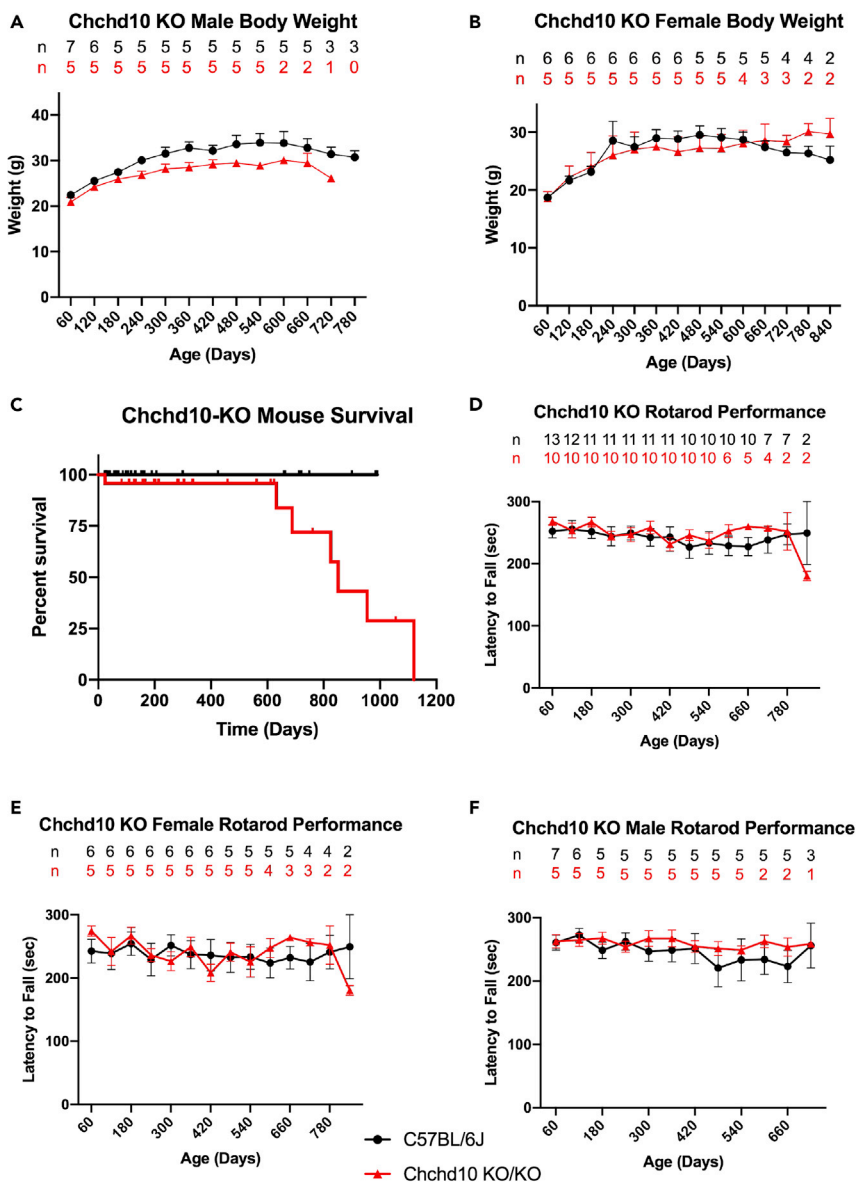 A
Chchd10 KO Male Body Weight
n 7 6 5 5 5 5 5 5 5 5 5 3 3
n 5 5 5 5 5 5 5 5 5 2 2 1 0
Weight (g)
40
30
20
10
0
60 120 180 240 300 360 420 480 540 600 660 720 780
Age (Days)
B
Chchd10 KO Female Body Weight
n 6 6 6 6 6 6 6 5 5 5 5 4 4 2
n 5 5 5 5 5 5 5 5 5 4 3 3 2 2
Weight (g)
30
20
10
0
60 120 180 240 300 360 420 480 540 600 660 720 780 840
Age (Days)
C
Chchd10-KO Mouse Survival
Percent survival
100
75
50
25
0
0 200 400 600 800 1000 1200
Time (Days)
D
Chchd10 KO Rotarod Performance
n 13 12 11 11 11 11 11 10 10 10 10 7 7 2
n 10 10 10 10 10 10 10 10 10 6 5 4 2 2
Latency to Fall (sec)
300
200
100
0
60 180 300 420 540 660 780
Age (Days)
E
Chchd10 KO Female Rotarod Performance
n 6 6 6 6 6 6 6 5 5 5 5 4 4 2
n 5 5 5 5 5 5 5 5 5 4 3 3 2 2
Latency to Fall (sec)
300
200
100
0
60 180 300 420 540 660 780
Age (Days)
F
Chchd10 KO Male Rotarod Performance
n 7 6 5 5 5 5 5 5 5 5 5 3
n 5 5 5 5 5 5 5 5 5 2 2 1
Latency to Fall (sec)
300
200
100
0
60 180 300 420 540 660
Age (Days)
C57BL/6J
Chchd10 KO/KO